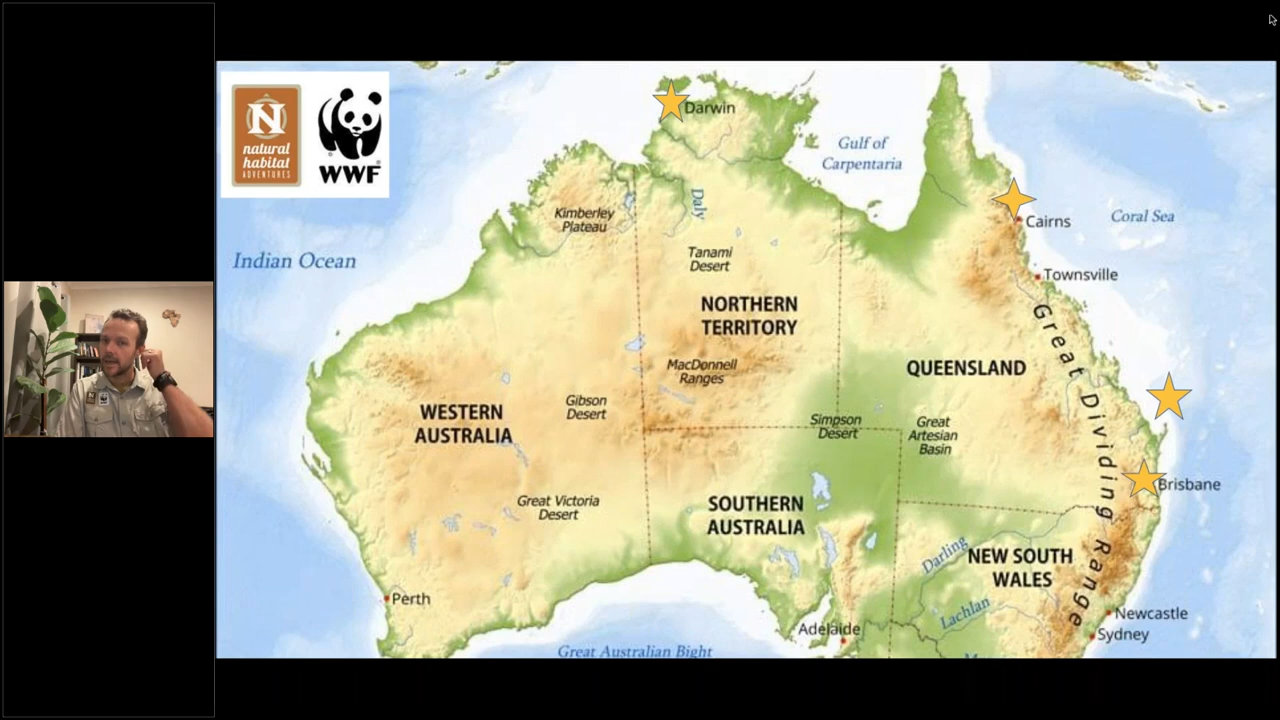 N
natural
habitat
ADVENTURES
WWF
Darwin
Gulf of
Carpentaria
Daly
Kimberley
Plateau
Cairns
Coral Sea
Indian Ocean
Tanami
Desert
Townsville
NORTHERN
TERRITORY
Great Dividing Range
MacDonnell
Ranges
QUEENSLAND
Gibson
Desert
WESTERN
AUSTRALIA
Simpson
Desert
Great
Artesian
Basin
Brisbane
Great Victoria
Desert
SOUTHERN
AUSTRALIA
Darling
NEW SOUTH
WALES
Lachlan
Perth
Newcastle
Adelaide
Sydney
Great Australian Bight